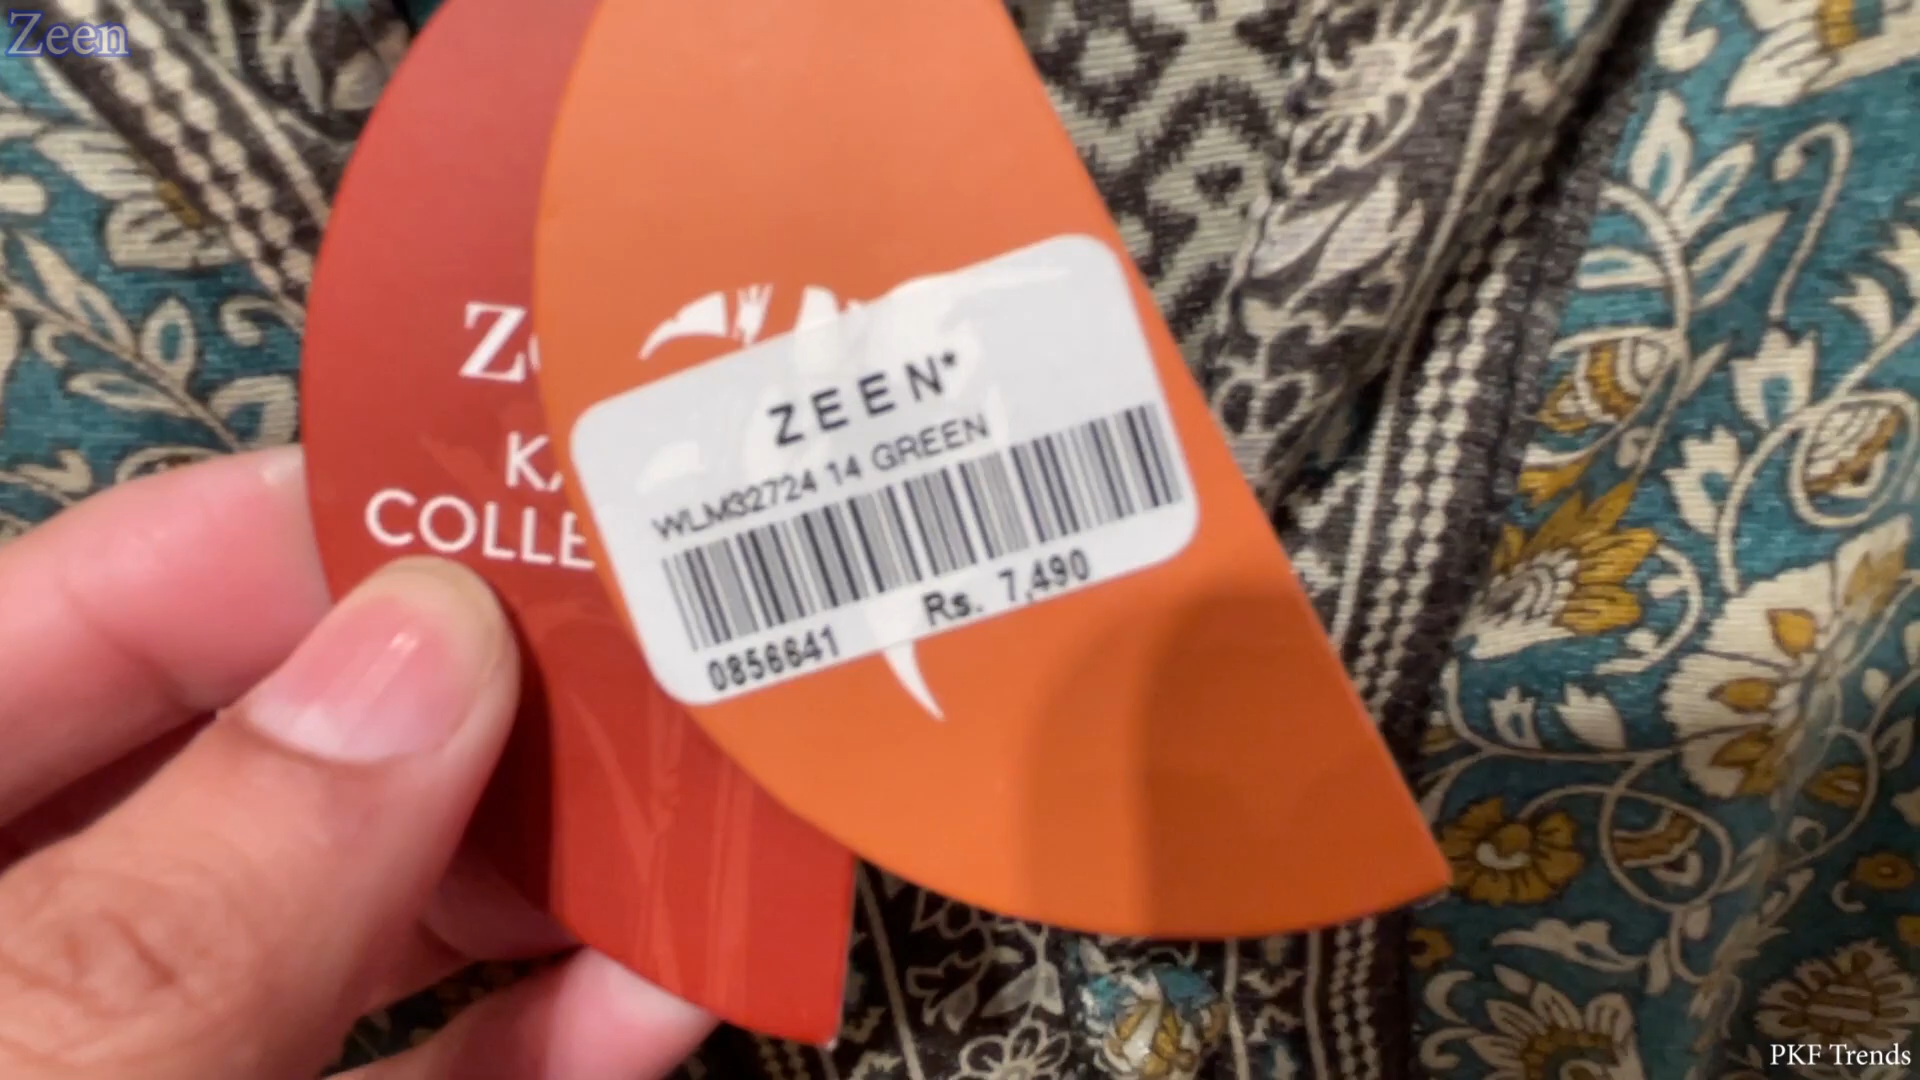 Zeen
COLLE
ZEEN*
WLM32724 14 GREEN
0856641 Rs. 7,490
PKF Trends